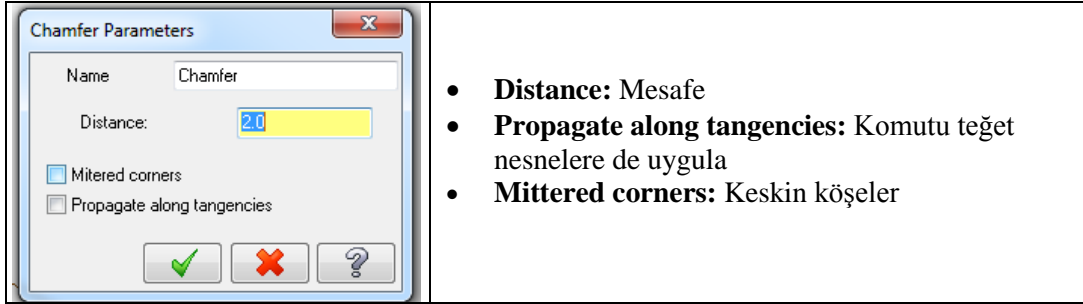 Chamfer Parameters
Name Chamfer
Distance: 2.0
Mitered corners
Propagate along tangencies
• Distance: Mesafe
• Propagate along tangencies: Komutu teğet
nesnelere de uygula
• Mittered corners: Keskin köşeler